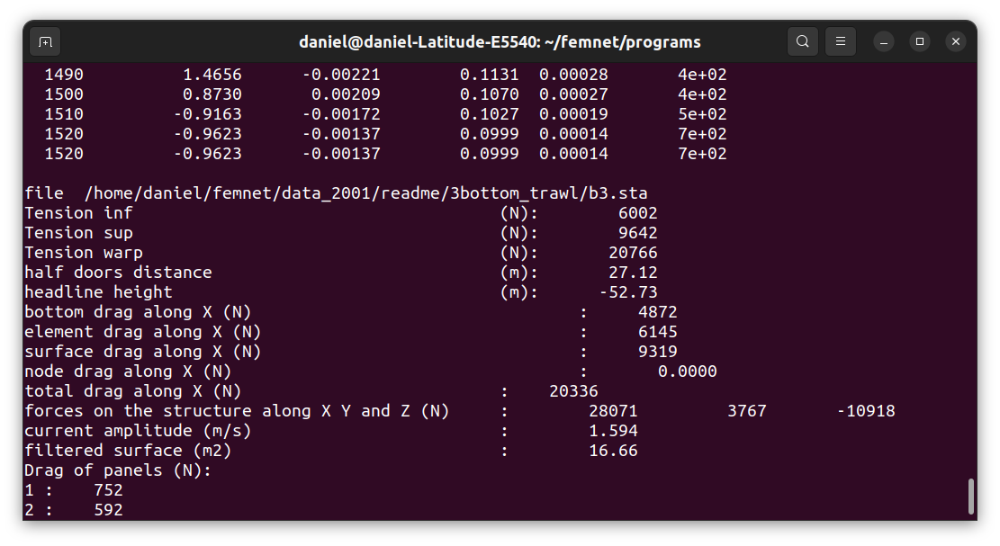 daniel@daniel-Latitude-E5540: ~/femnet/programs
1490 1.4656 -0.00221 0.1131 0.00028 4e+02
1500 0.8730 0.00209 0.1070 0.00027 4e+02
1510 -0.9163 -0.00172 0.1027 0.00019 5e+02
1520 -0.9623 -0.00137 0.0999 0.00014 7e+02
1520 -0.9623 -0.00137 0.0999 0.00014 7e+02
file /home/daniel/femnet/data_2001/readme/3bottom_trawl/b3.sta
Tension inf (N): 6002
Tension sup (N): 9642
Tension warp (N): 20766
half doors distance (m): 27.12
headline height (m): -52.73
bottom drag along X (N) : 4872
element drag along X (N) : 6145
surface drag along X (N) : 9319
node drag along X (N) : 0.0000
total drag along X (N) : 20336
forces on the structure along X Y and Z (N) : 28071 3767 -10918
current amplitude (m/s) : 1.594
filtered surface (m2) : 16.66
Drag of panels (N):
1 : 752
2 : 592